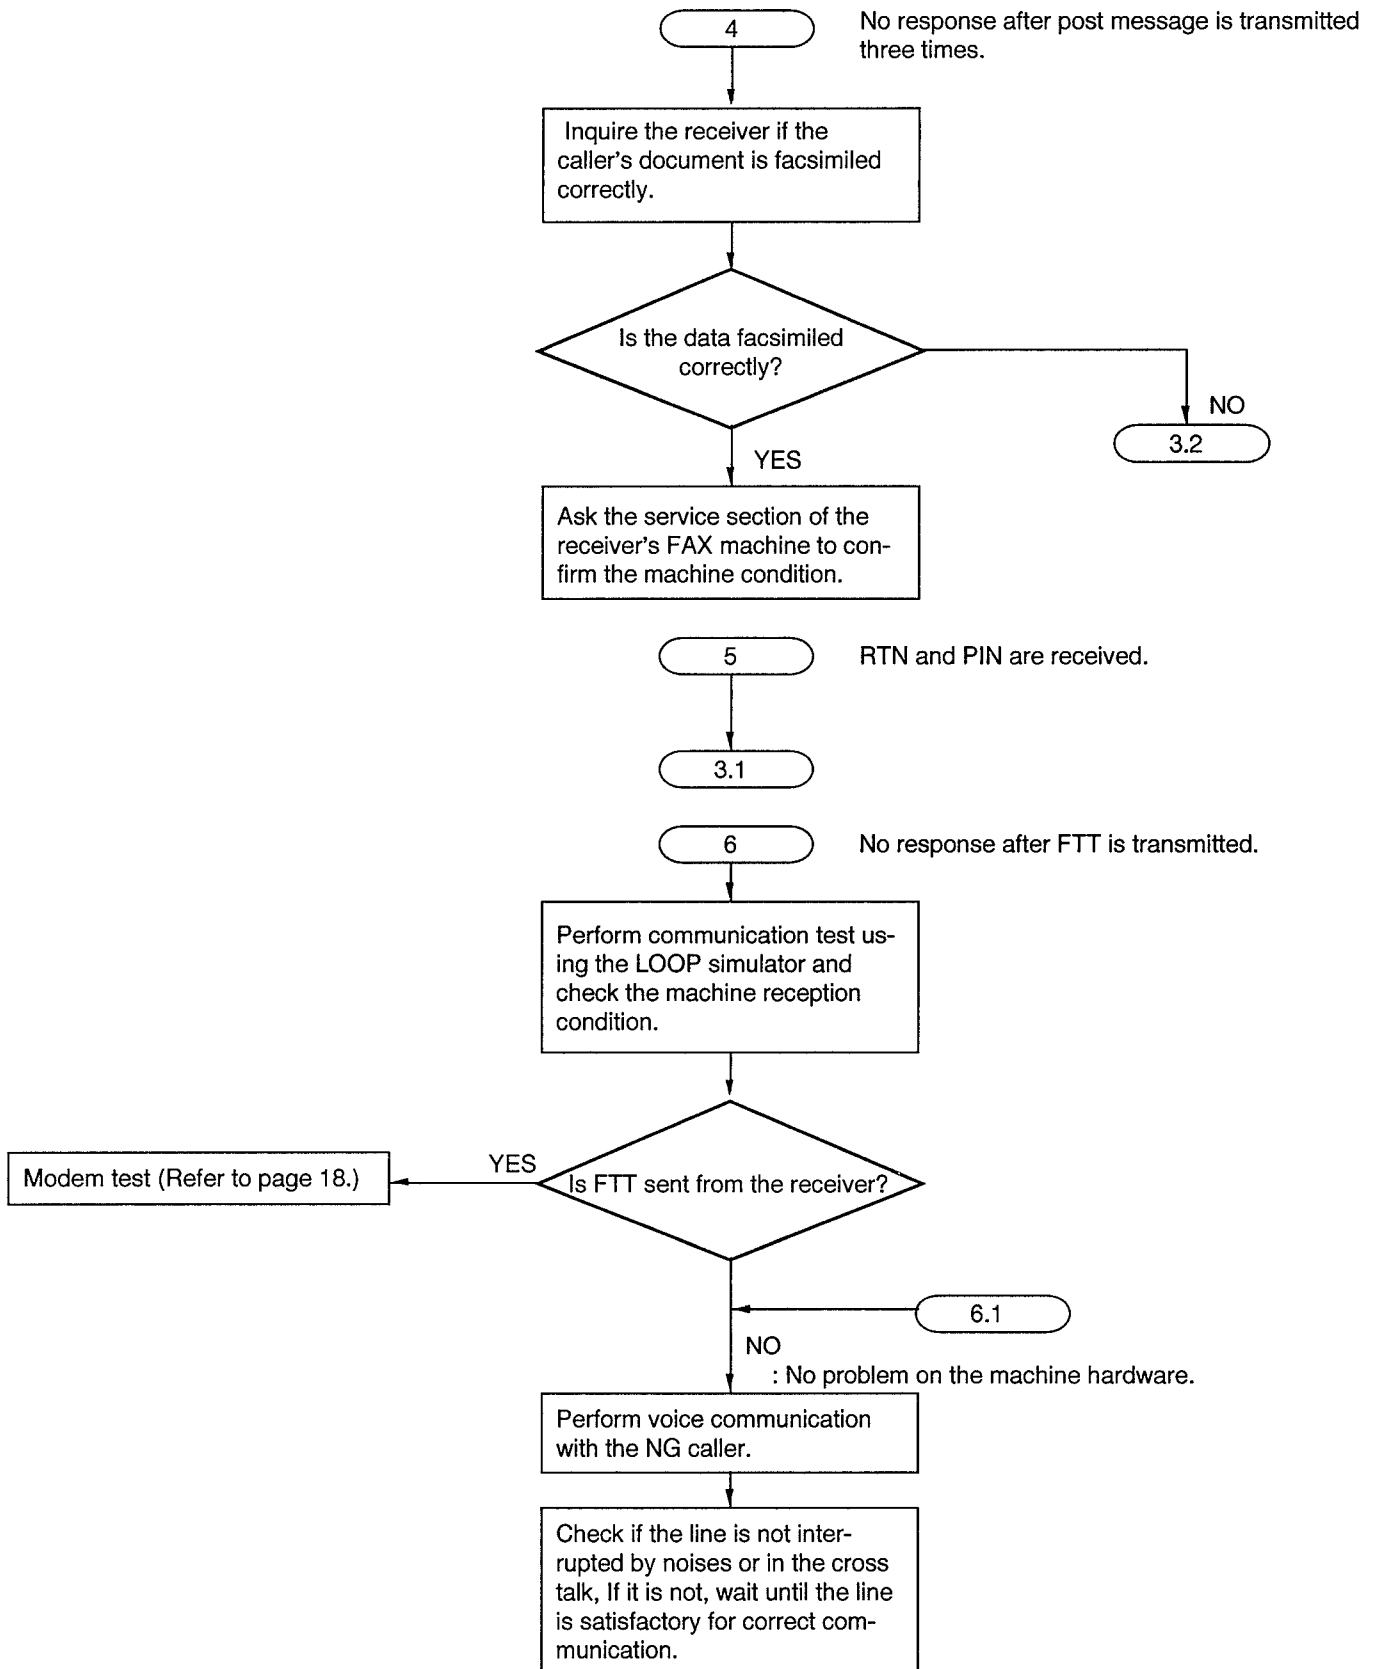 4
No response after post message is transmitted
three times.
Inquire the receiver if the
caller's document is facsimiled
correctly.
Is the data facsimiled
correctly?
NO
3.2
YES
Ask the service section of the
receiver's FAX machine to con-
firm the machine condition.
5
RTN and PIN are received.
3.1
6
No response after FTT is transmitted.
Perform communication test us-
ing the LOOP simulator and
check the machine reception
condition.
Is FTT sent from the receiver?
YES
Modem test (Refer to page 18.)
6.1
NO
: No problem on the machine hardware.
Perform voice communication
with the NG caller.
Check if the line is not inter-
rupted by noises or in the cross
talk, If it is not, wait until the line
is satisfactory for correct com-
munication.